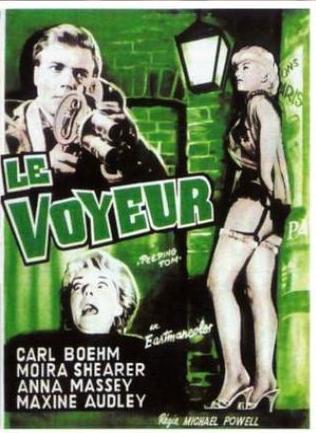 LE
VOYEUR
"PEEPING
TOM"
en
Eastmancolor
CARL BOEHM
MOIRA SHEARER
ANNA MASSEY
MAXINE AUDLEY
Régie MICHAEL POWELL